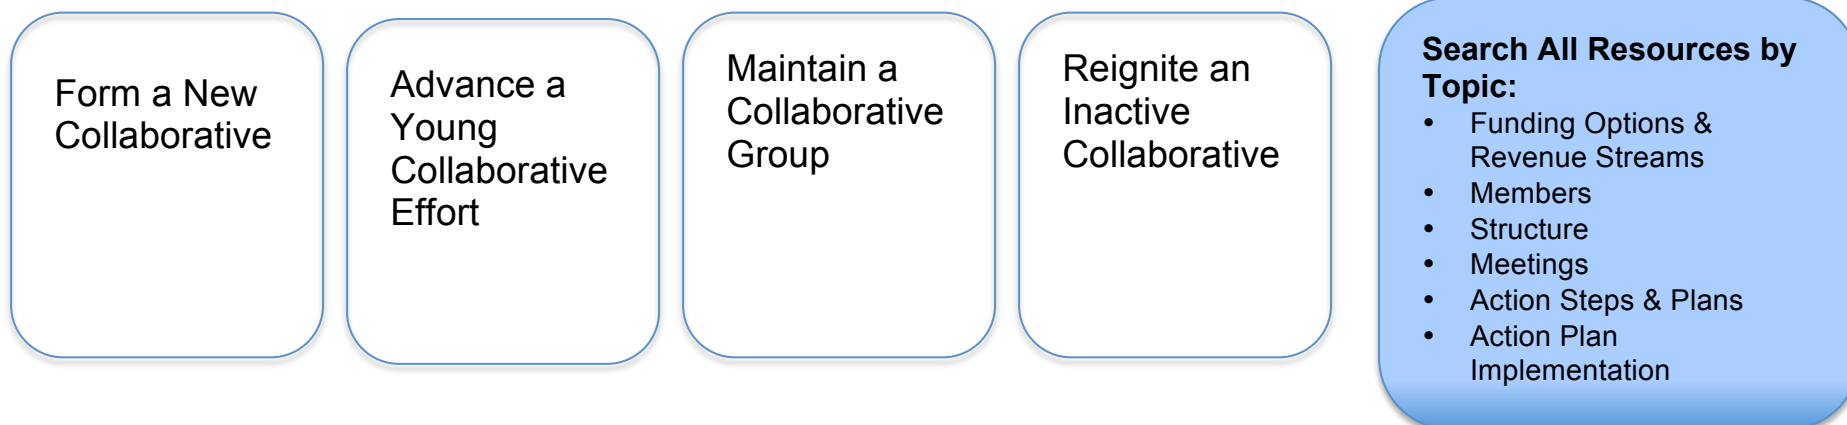 Form a New
Collaborative
Advance a
Young
Collaborative
Effort
Maintain a
Collaborative
Group
Reignite an
Inactive
Collaborative
Search All Resources by
Topic:
• Funding Options &
Revenue Streams
• Members
• Structure
• Meetings
• Action Steps & Plans
• Action Plan
Implementation